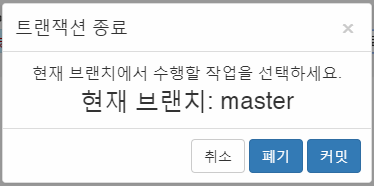 트랜잭션 종료
×
현재 브랜치에서 수행할 작업을 선택하세요.
현재 브랜치: master
취소 폐기 커밋